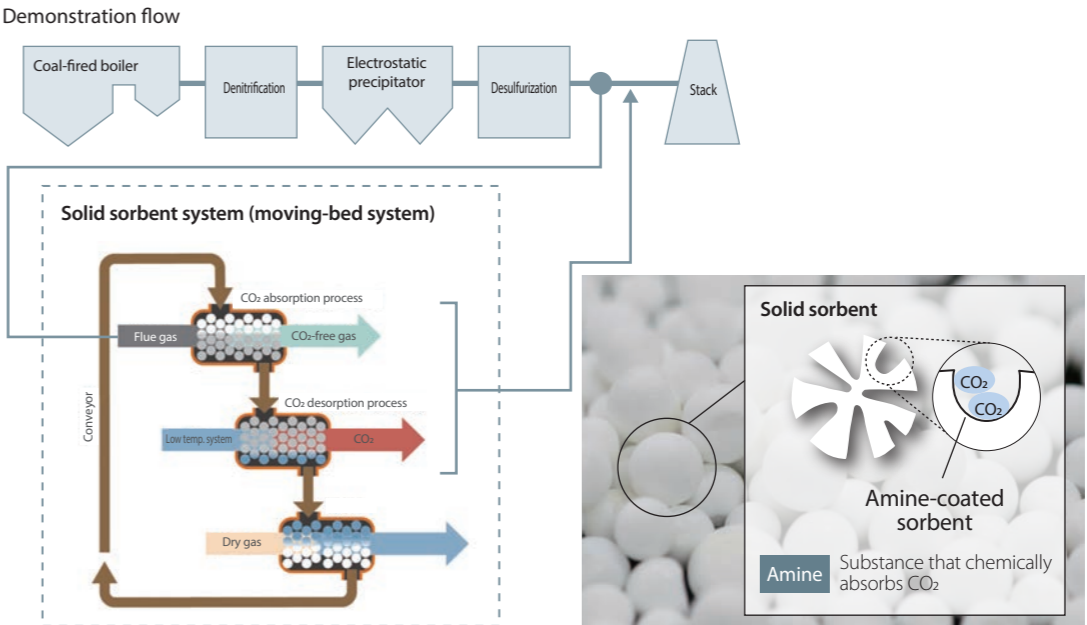 Demonstration flow
Coal-fired boiler
Denitrification
Electrostatic
precipitator
Desulfurization
Stack
Solid sorbent system (moving-bed system)
CO₂ absorption process
Flue gas
CO₂-free gas
Conveyor
CO₂ desorption process
Low temp. system
CO₂
Dry gas
Solid sorbent
CO₂
CO₂
Amine-coated
sorbent
Amine
Substance that chemically
absorbs CO₂